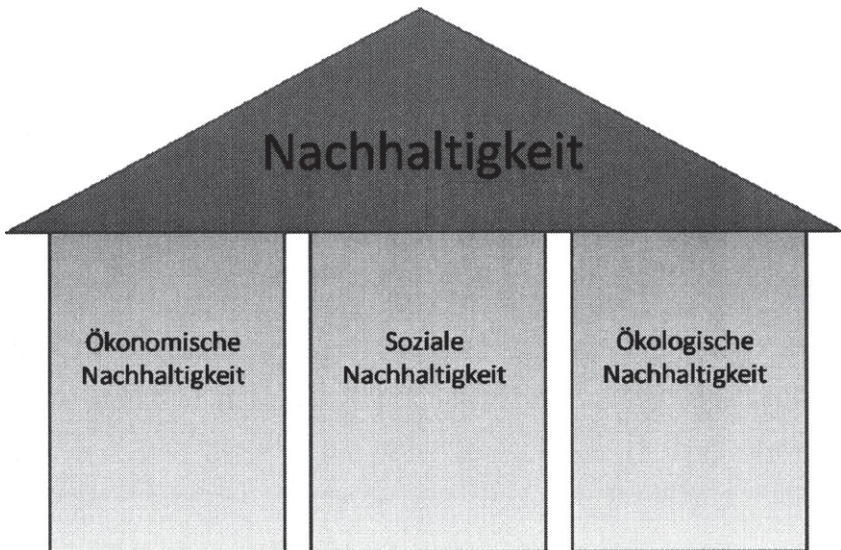 Nachhaltigkeit
Ökonomische
Nachhaltigkeit
Soziale
Nachhaltigkeit
Ökologische
Nachhaltigkeit